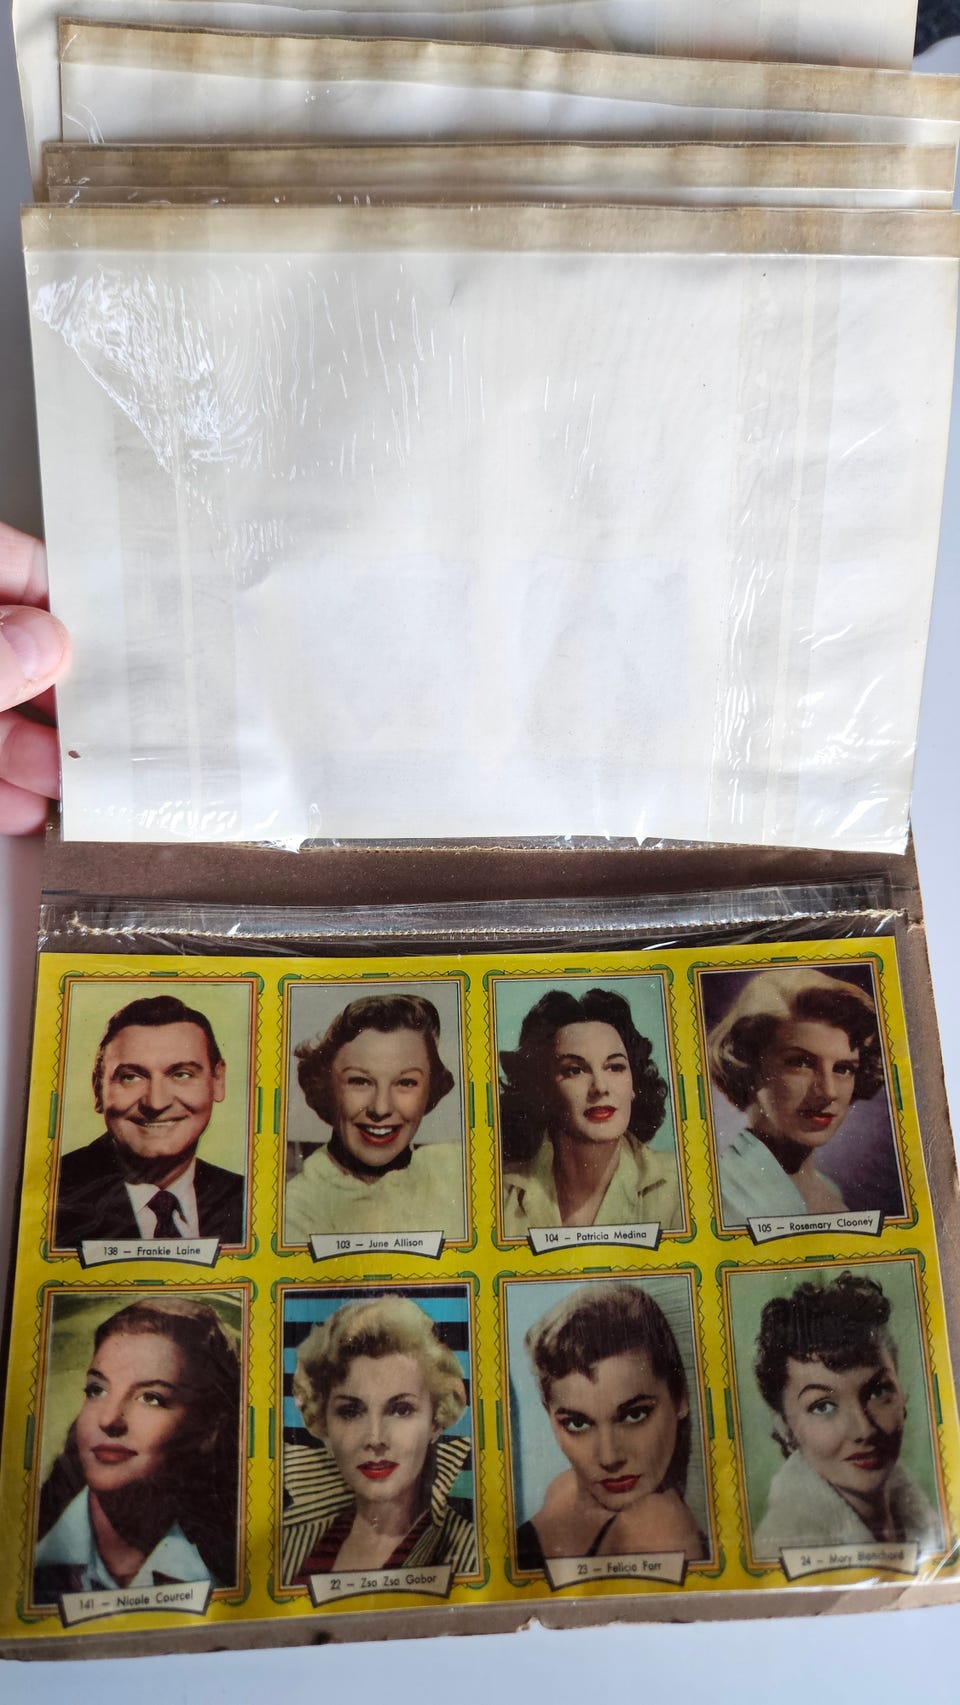 138 — Frankie Laine
103 — June Allison
104 — Patricia Medina
105 — Rosemary Clooney
141 — Nicole Courcel
22 — Zsa Zsa Gabor
23 — Felicia Farr
24 — Mary Blanchard